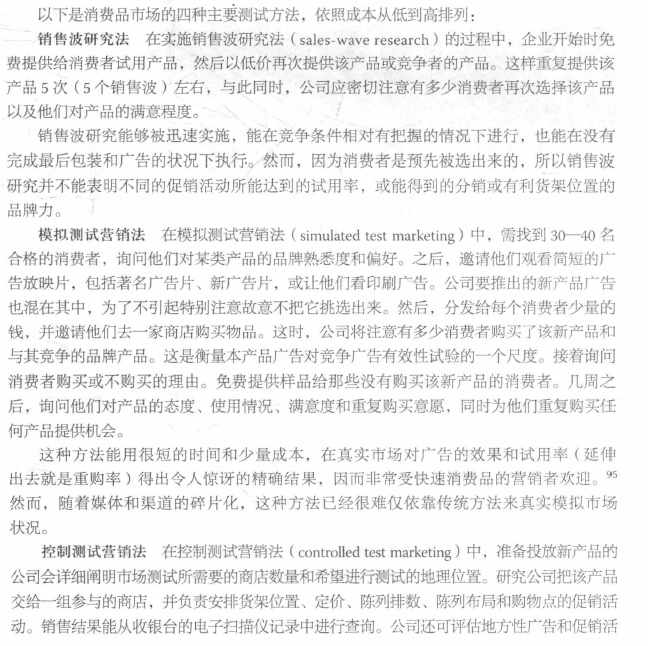 以下是消费品市场的四种主要测试方法，依照成本从低到高排列：
销售波研究法 在实施销售波研究法（sales-wave research）的过程中，企业开始时免
费提供给消费者试用产品，然后以低价再次提供该产品或竞争者的产品。这样重复提供该
产品 5 次（5 个销售波）左右，与此同时，公司应密切注意有多少消费者再次选择该产品
以及他们对产品的满意程度。
销售波研究能够被迅速实施，能在竞争条件相对有把握的情况下进行，也能在没有
完成最后包装和广告的状况下执行。然而，因为消费者是预先被选出来的，所以销售波
研究并不能表明不同的促销活动所能达到的试用率，或能得到的分销或有利货架位置的
品牌力。
模拟测试营销法 在模拟测试营销法（simulated test marketing）中，需找到 30—40 名
合格的消费者，询问他们对某类产品的品牌熟悉度和偏好。之后，邀请他们观看简短的广
告放映片，包括著名广告片、新广告片，或让他们看印刷广告。公司要推出的新产品广告
也混在其中，为了不引起特别注意故意不把它挑选出来。然后，分发给每个消费者少量的
钱，并邀请他们去一家商店购买物品。这时，公司将注意有多少消费者购买了该新产品和
与其竞争的品牌产品。这是衡量本产品广告对竞争广告有效性试验的一个尺度。接着询问
消费者购买或不购买的理由。免费提供样品给那些没有购买该新产品的消费者。几周之
后，询问他们对产品的态度、使用情况、满意度和重复购买意愿，同时为他们重复购买任
何产品提供机会。
这种方法能用很短的时间和少量成本，在真实市场对广告的效果和试用率（延伸
出去就是重购率）得出令人惊讶的精确结果，因而非常受快速消费品的营销者欢迎。95
然而，随着媒体和渠道的碎片化，这种方法已经很难仅依靠传统方法来真实模拟市场
状况。
控制测试营销法 在控制测试营销法（controlled test marketing）中，准备投放新产品的
公司会详细阐明市场测试所需要的商店数量和希望进行测试的地理位置。研究公司把该产品
交给一组参与的商店，并负责安排货架位置、定价、陈列排数、陈列布局和购物点的促销活
动。销售结果能从收银台的电子扫描仪记录中进行查询。公司还可评估地方性广告和促销活